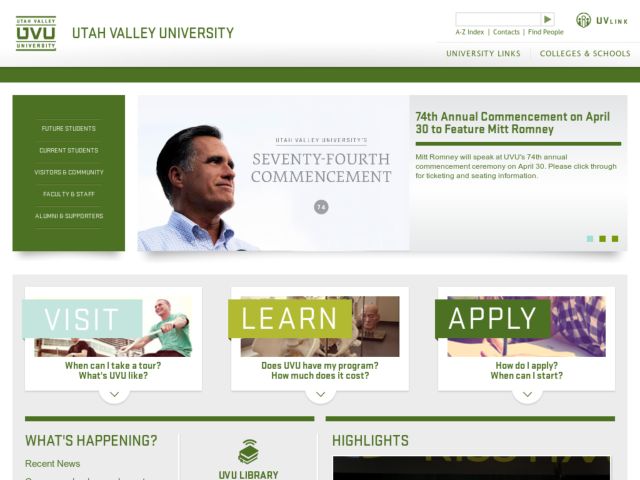 UTAH VALLEY
UVU
UNIVERSITY
UTAH VALLEY UNIVERSITY
UVLINK
A-Z Index | Contacts | Find People
UNIVERSITY LINKS
COLLEGES & SCHOOLS
FUTURE STUDENTS
CURRENT STUDENTS
VISITORS & COMMUNITY
FACULTY & STAFF
ALUMNI & SUPPORTERS
UTAH VALLEY UNIVERSITY'S
SEVENTY-FOURTH
COMMENCEMENT
74
74th Annual Commencement on April
30 to Feature Mitt Romney
Mitt Romney will speak at UVU's 74th annual
commencement ceremony on April 30. Please click through
for ticketing and seating information.
VISIT
When can I take a tour?
What's UVU like?
LEARN
Does UVU have my program?
How much does it cost?
APPLY
How do I apply?
When can I start?
WHAT'S HAPPENING?
Recent News
UVU LIBRARY
HIGHLIGHTS